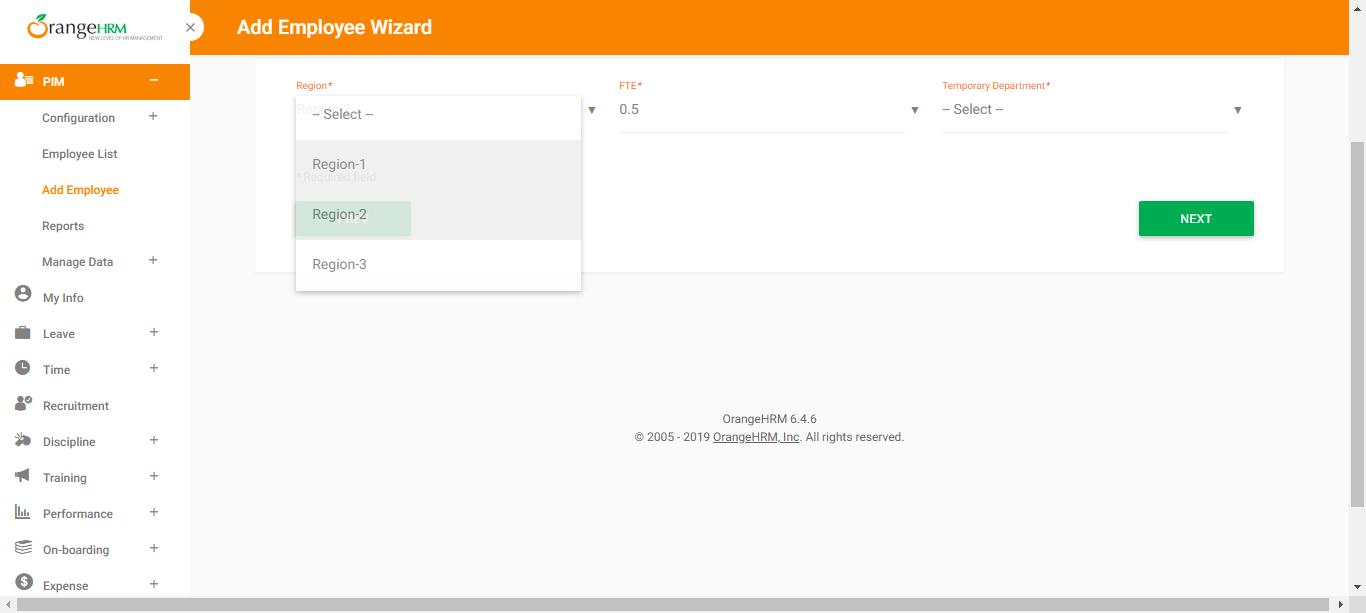 OrangeHRM
NEW LEVEL OF HR MANAGEMENT
Add Employee Wizard
PIM
Configuration
Employee List
Add Employee
Reports
Manage Data
My Info
Leave
Time
Recruitment
Discipline
Training
Performance
On-boarding
Expense
Region*
-- Select --
Region-1
* Required field
Region-2
Region-3
FTE*
0.5
Temporary Department*
-- Select --
NEXT
OrangeHRM 6.4.6
© 2005 - 2019 OrangeHRM, Inc. All rights reserved.